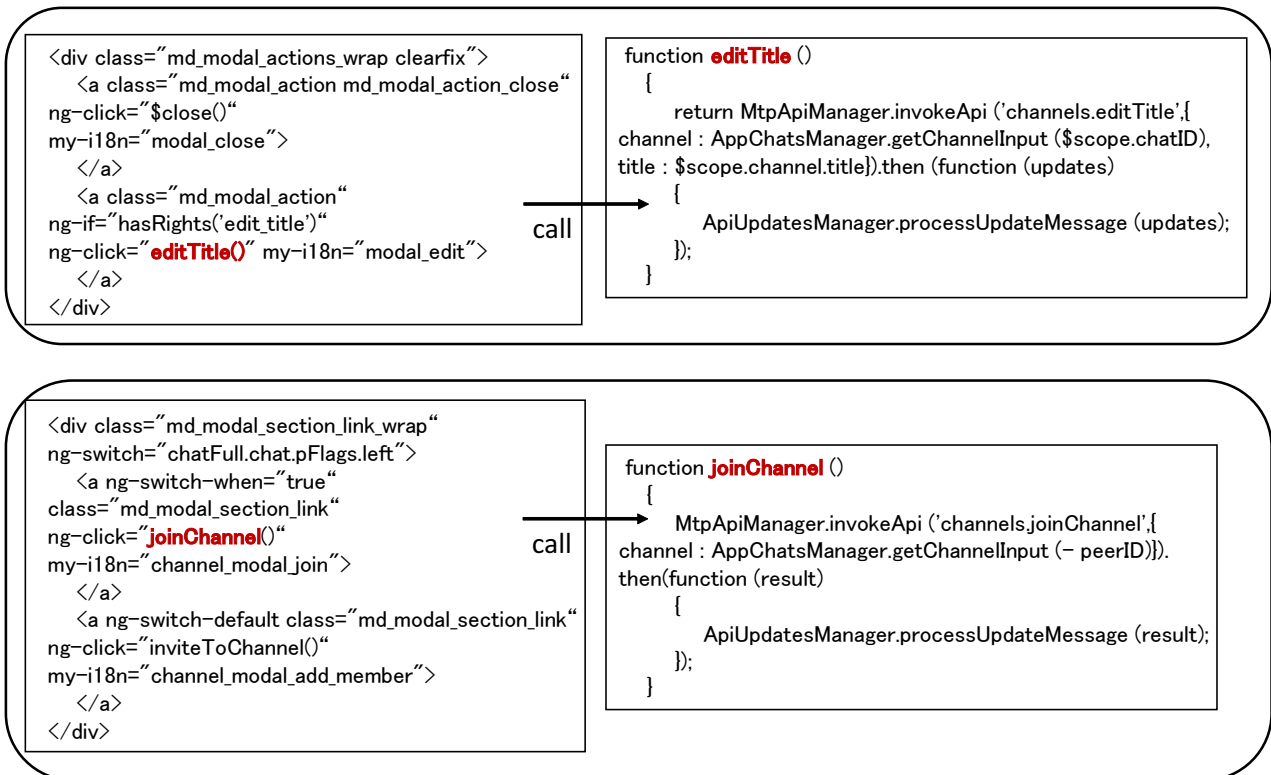 <div class="md_modal_actions_wrap clearfix">
<a class="md_modal_action md_modal_action_close“
ng-click="$close()“
my-i18n="modal_close">
</a>
<a class="md_modal_action“
ng-if="hasRights('edit_title')“
ng-click="editTitle()" my-i18n="modal_edit">
</a>
</div>
call
function editTitle ()
{
return MtpApiManager.invokeApi ('channels.editTitle',{
channel : AppChatsManager.getChannelInput ($scope.chatID),
title : $scope.channel.title}).then (function (updates)
{
ApiUpdatesManager.processUpdateMessage (updates);
});
}
<div class="md_modal_section_link_wrap“
ng-switch="chatFull.chat.pFlags.left">
<a ng-switch-when="true“
class="md_modal_section_link“
ng-click="joinChannel()“
my-i18n="channel_modal_join">
</a>
<a ng-switch-default class="md_modal_section_link“
ng-click="inviteToChannel()“
my-i18n="channel_modal_add_member">
</a>
</div>
call
function joinChannel ()
{
MtpApiManager.invokeApi ('channels.joinChannel',{
channel : AppChatsManager.getChannelInput (- peerID)}).
then(function (result)
{
ApiUpdatesManager.processUpdateMessage (result);
});
}